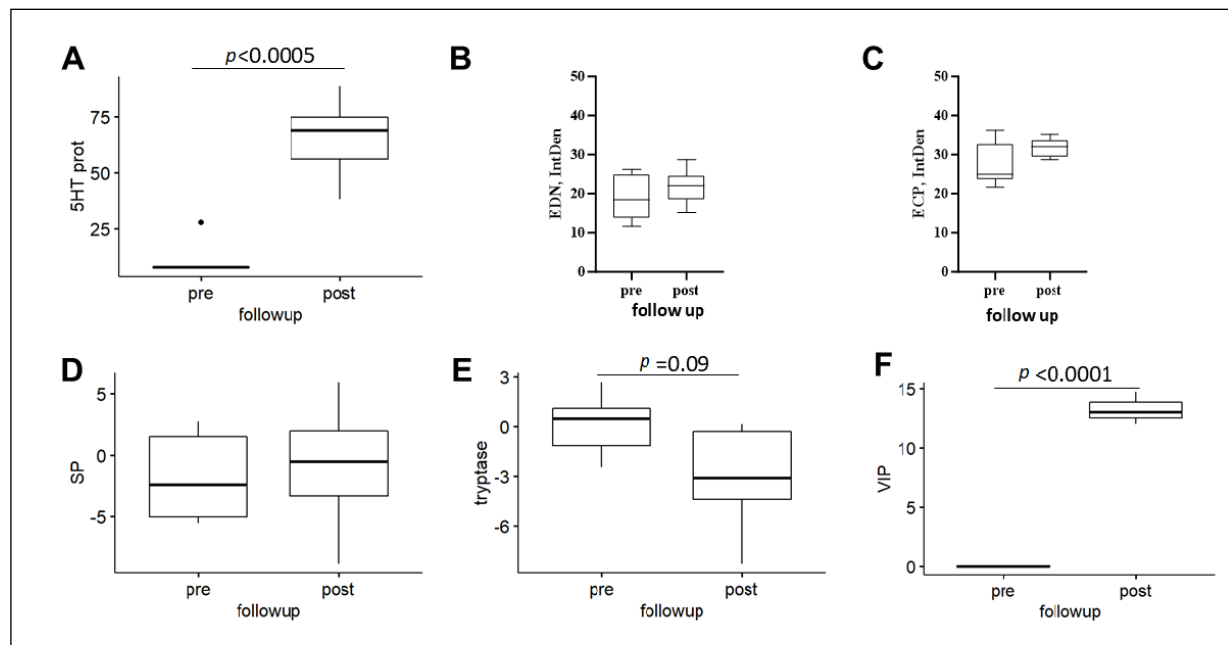 A
p<0.0005
75
50
25
5HT prot
pre
post
followup
B
50
40
30
20
10
0
EDN, IntDen
pre
post
follow up
C
50
40
30
20
10
0
ECP, IntDen
pre
post
follow up
D
5
0
-5
SP
pre
post
followup
E
p =0.09
3
0
-3
-6
tryptase
pre
post
followup
F
p <0.0001
15
10
5
0
VIP
pre
post
followup